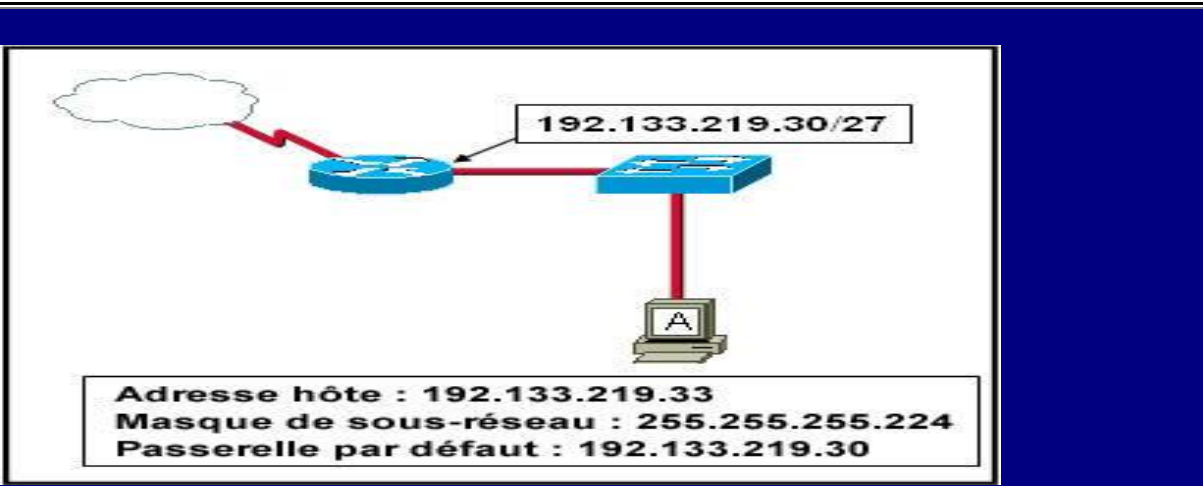 192.133.219.30/27
A
Adresse hôte : 192.133.219.33
Masque de sous-réseau : 255.255.255.224
Passerelle par défaut : 192.133.219.30